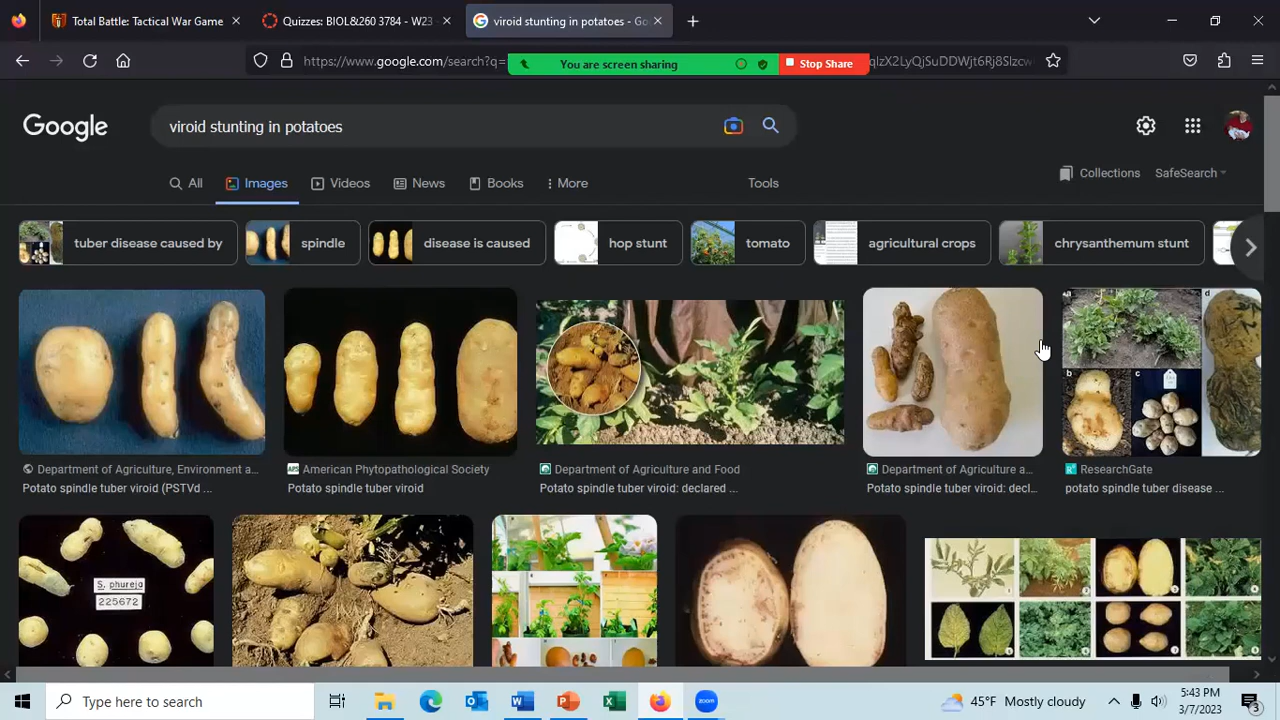 Total Battle: Tactical War Game
Quizzes: BIOL&260 3784 - W23
viroid stunting in potatoes - Go
https://www.google.com/search?q=
You are screen sharing
Stop Share
Google
viroid stunting in potatoes
All
Images
Videos
News
Books
More
Tools
Collections
SafeSearch
tuber disease caused by
spindle
disease is caused
hop stunt
tomato
agricultural crops
chrysanthemum stunt
a
d
b
c
Department of Agriculture, Environment a...
Potato spindle tuber viroid (PSTVd ...
APS American Phytopathological Society
Potato spindle tuber viroid
Department of Agriculture and Food
Potato spindle tuber viroid: declared ...
Department of Agriculture a...
Potato spindle tuber viroid: decl...
ResearchGate
potato spindle tuber disease ...
S. phureja
225672
Type here to search
zoom
45°F Mostly cloudy
5:43 PM
3/7/2023
3